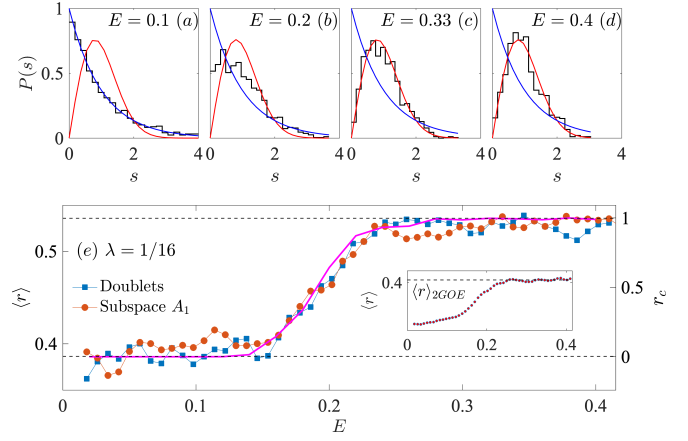 E = 0.1 (a) E = 0.2 (b) E = 0.33 (c) E = 0.4 (d)
1
0.5
0
P(s)
0 2 4 0 2 4 0 2 4 0 2 4
s s s s
(e) λ = 1/16
Doublets
Subspace A₁
0.5
0.4
⟨r⟩
1
0.5
0
r_c
0.4
⟨r⟩
⟨r⟩2GOE
0 0.2 0.4
0 0.1 0.2 0.3 0.4
E